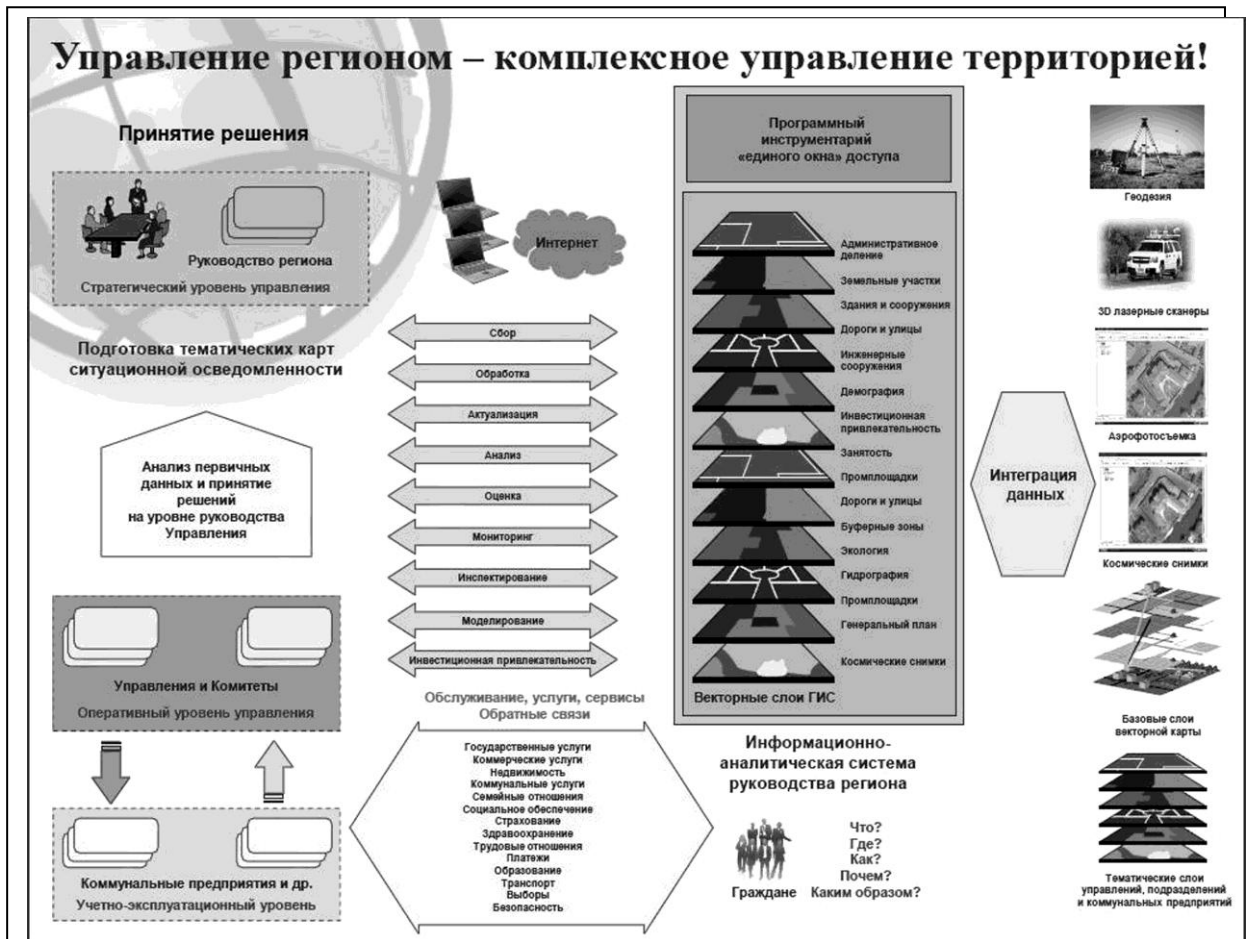 Управление регионом – комплексное управление территорией!
Принятие решения
Руководство региона
Стратегический уровень управления
Подготовка тематических карт
ситуационной осведомленности
Анализ первичных
данных и принятие
решений
на уровне руководства
Управления
Управления и Комитеты
Оперативный уровень управления
Коммунальные предприятия и др.
Учетно-эксплуатационный уровень
Интернет
Сбор
Обработка
Актуализация
Анализ
Оценка
Мониторинг
Инспектирование
Моделирование
Инвестиционная привлекательность
Обслуживание, услуги, сервисы
Обратные связи
Государственные услуги
Коммерческие услуги
Недвижимость
Коммунальные услуги
Семейные отношения
Социальное обеспечение
Страхование
Здравоохранение
Трудовые отношения
Платежи
Образование
Транспорт
Выборы
Безопасность
Программный
инструментарий
«единого окна» доступа
Административное
деление
Земельные участки
Здания и сооружения
Дороги и улицы
Инженерные
сооружения
Демография
Инвестиционная
привлекательность
Занятость
Промплощадки
Дороги и улицы
Буферные зоны
Экология
Гидрография
Промплощадки
Генеральный план
Космические снимки
Векторные слои ГИС
Информационно-
аналитическая система
руководства региона
Граждане
Что?
Где?
Как?
Почем?
Каким образом?
Интеграция
данных
Геодезия
3D лазерные сканеры
Аэрофотосъемка
Космические снимки
Базовые слои
векторной карты
Тематические слои
управлений, подразделений
и коммунальных предприятий